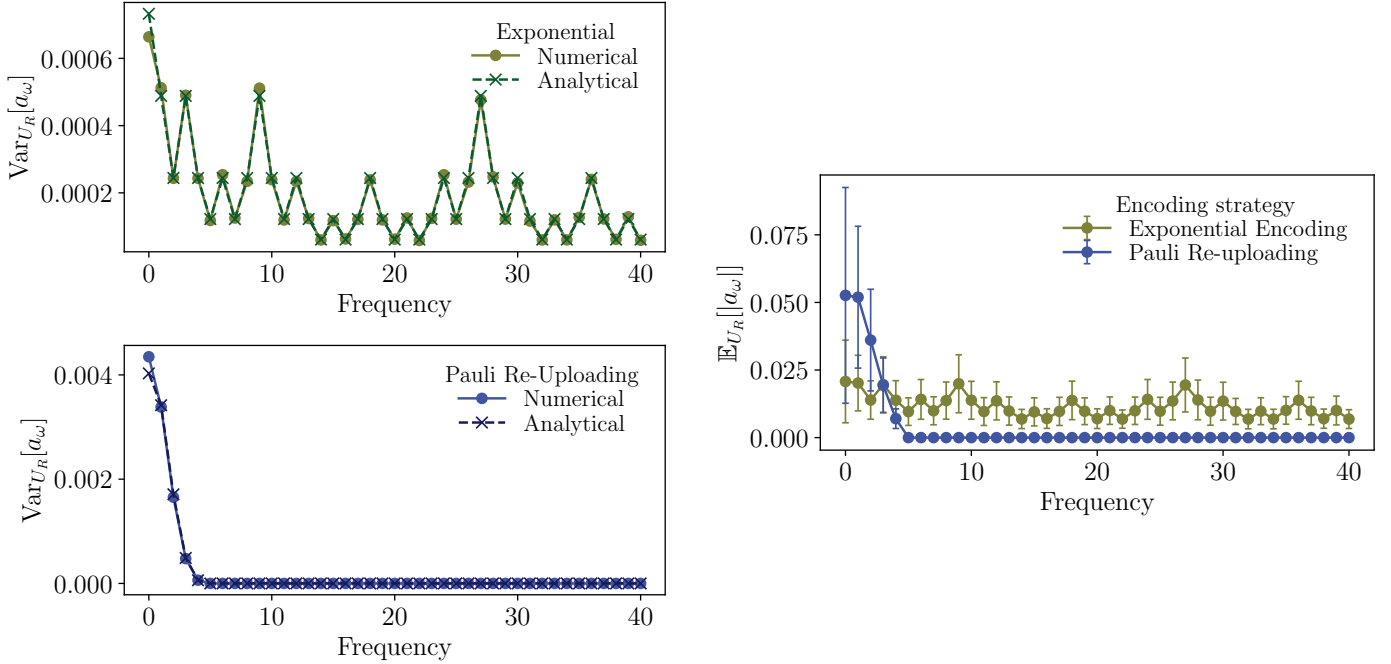 Var_{U_R}[a_ω]
0.0006
0.0004
0.0002
Exponential
Numerical
Analytical
0 10 20 30 40
Frequency
Var_{U_R}[a_ω]
0.004
0.002
0.000
Pauli Re-Uploading
Numerical
Analytical
0 10 20 30 40
Frequency
𝔼_{U_R}[|a_ω|]
0.075
0.050
0.025
0.000
Encoding strategy
Exponential Encoding
Pauli Re-uploading
0 10 20 30 40
Frequency